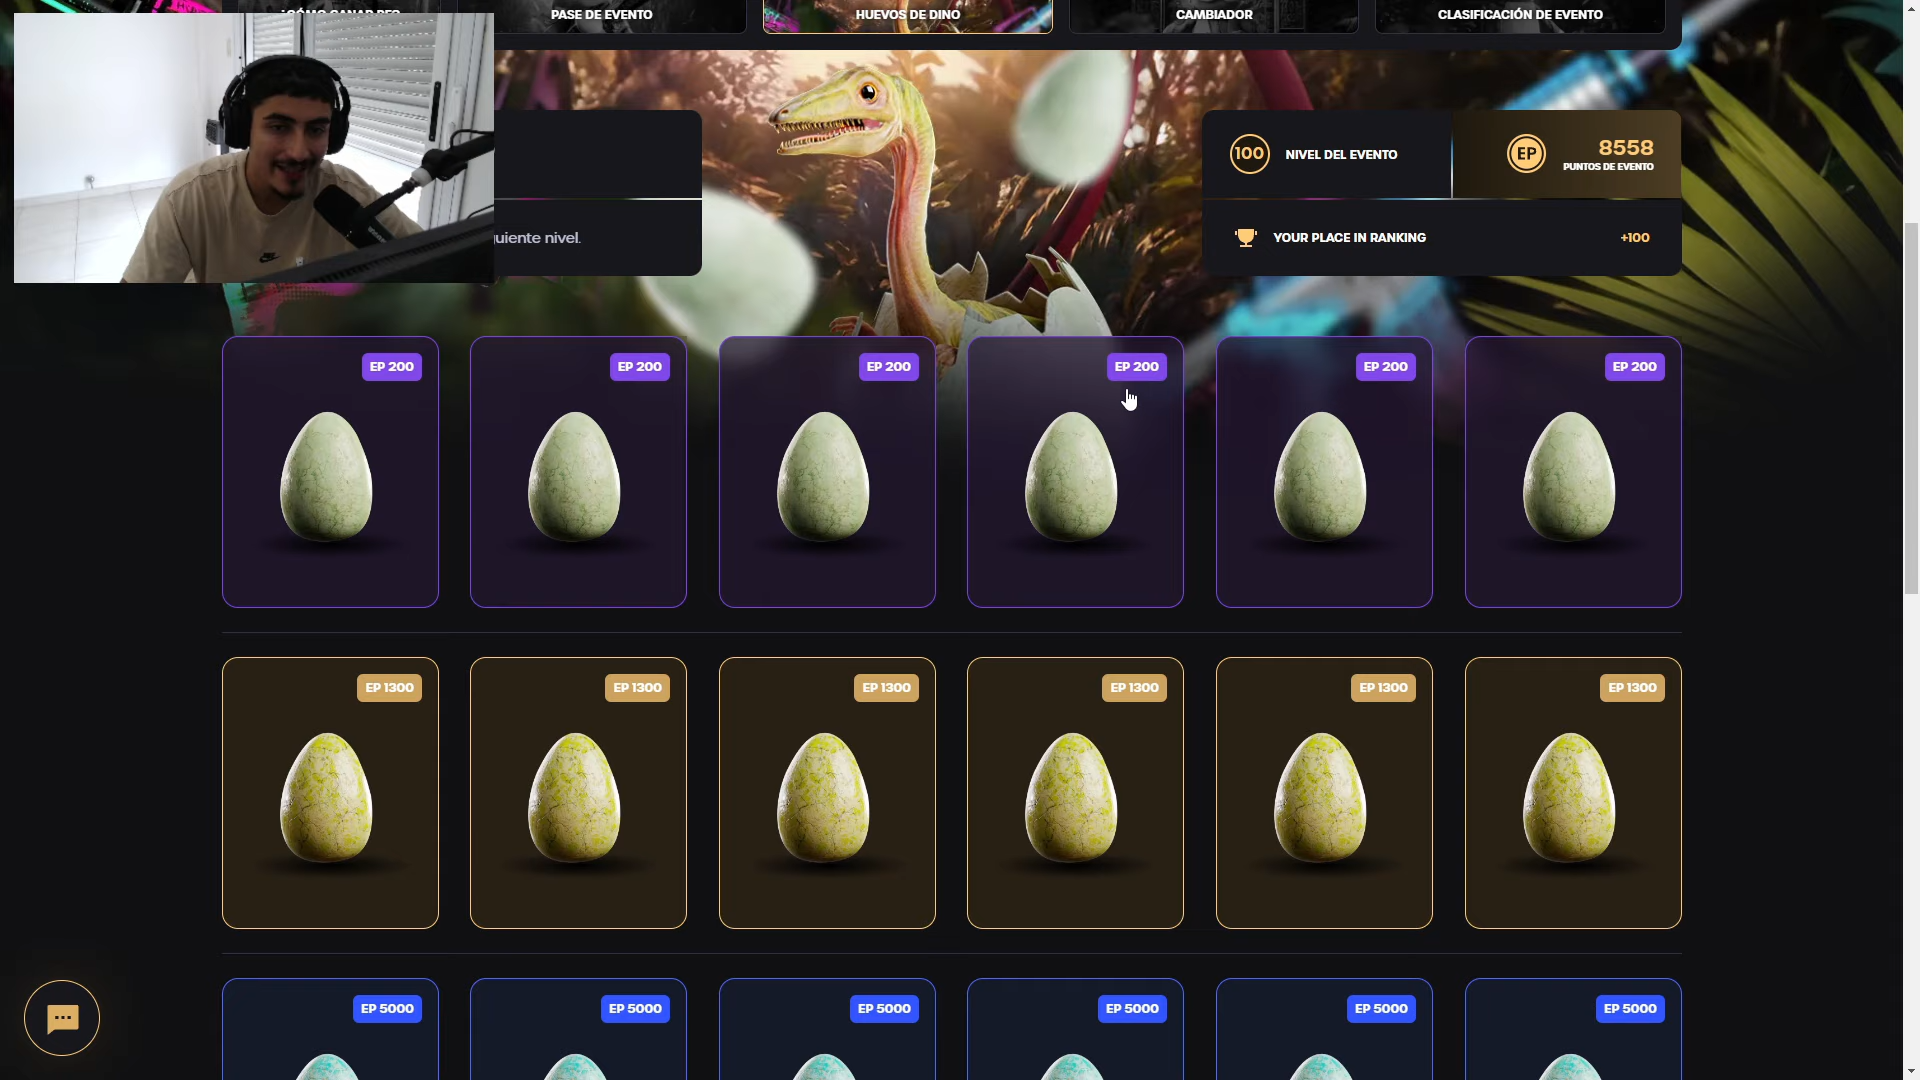 ¿CÓMO GANAR PE?
PASE DE EVENTO
HUEVOS DE DINO
CAMBIADOR
CLASIFICACIÓN DE EVENTO
100
NIVEL DEL EVENTO
EP
8558
PUNTOS DE EVENTO
uiente nivel.
YOUR PLACE IN RANKING
+100
EP 200
EP 200
EP 200
EP 200
EP 200
EP 200
EP 1300
EP 1300
EP 1300
EP 1300
EP 1300
EP 1300
EP 5000
EP 5000
EP 5000
EP 5000
EP 5000
EP 5000